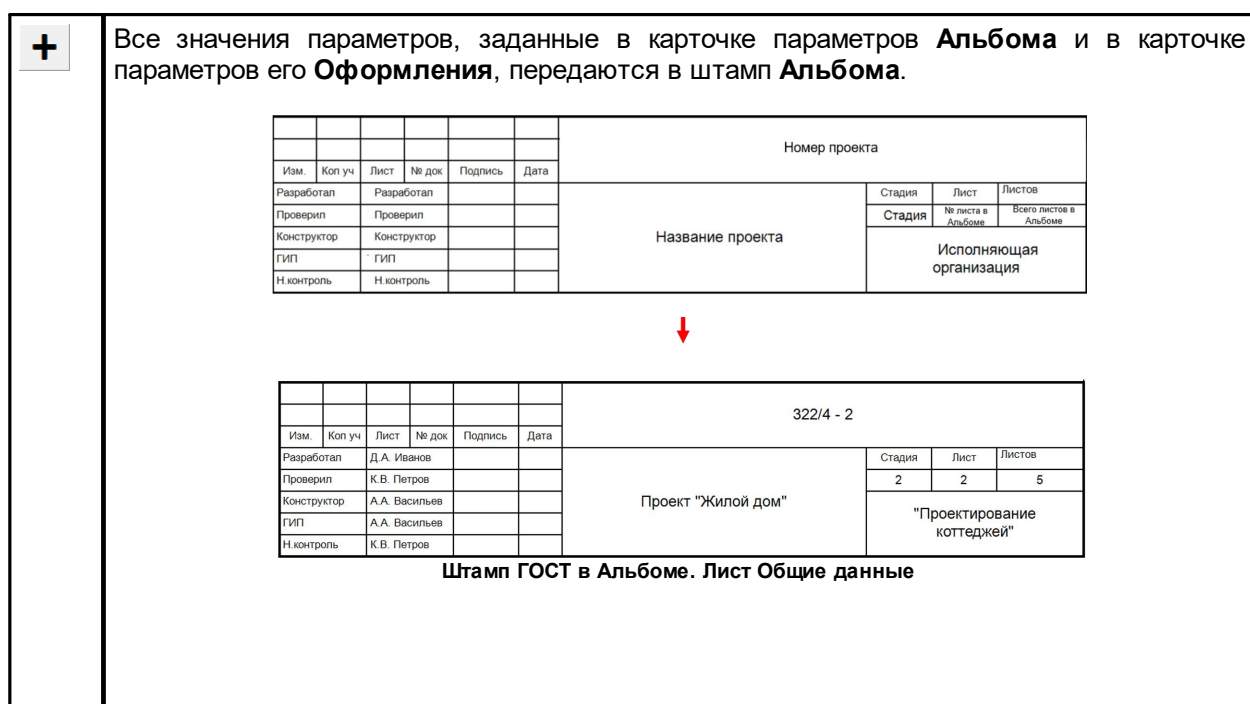 +
Все значения параметров, заданные в карточке параметров Альбома и в карточке
параметров его Оформления, передаются в штамп Альбома.
Номер проекта
Изм. Кол уч Лист № док Подпись Дата
Разработал Разработал Стадия Лист Листов
Проверил Проверил Стадия № листа в Альбоме Всего листов в Альбоме
Конструктор Конструктор Название проекта
ГИП ГИП Исполняющая
организация
Н.контроль Н.контроль
322/4 - 2
Изм. Кол уч Лист № док Подпись Дата
Разработал Д.А. Иванов Стадия Лист Листов
Проверил К.В. Петров 2 2 5
Конструктор А.А. Васильев Проект "Жилой дом"
"Проектирование
ГИП А.А. Васильев коттеджей"
Н.контроль К.В. Петров
Штамп ГОСТ в Альбоме. Лист Общие данные